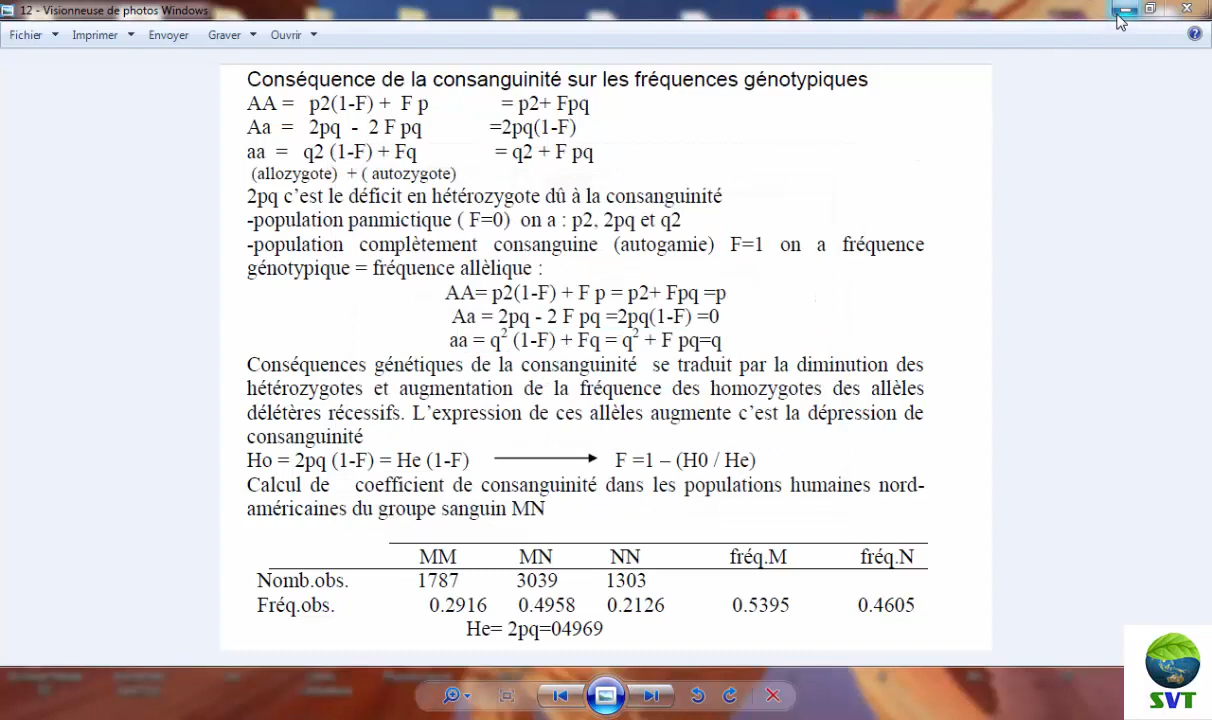 12 - Visionneuse de photos Windows
Fichier Imprimer Envoyer Graver Ouvrir
Conséquence de la consanguinité sur les fréquences génotypiques
AA = p2(1-F) + F p = p2+ Fpq
Aa = 2pq - 2 F pq =2pq(1-F)
aa = q2 (1-F) + Fq = q2 + F pq
(allozygote) + ( autozygote)
2pq c’est le déficit en hétérozygote dû à la consanguinité
-population panmictique ( F=0) on a : p2, 2pq et q2
-population complètement consanguine (autogamie) F=1 on a fréquence
génotypique = fréquence allèlique :
AA= p2(1-F) + F p = p2+ Fpq =p
Aa = 2pq - 2 F pq =2pq(1-F) =0
aa = q² (1-F) + Fq = q² + F pq=q
Conséquences génétiques de la consanguinité se traduit par la diminution des
hétérozygotes et augmentation de la fréquence des homozygotes des allèles
délétères récessifs. L’expression de ces allèles augmente c’est la dépression de
consanguinité
Ho = 2pq (1-F) = He (1-F) → F =1 – (H0 / He)
Calcul de coefficient de consanguinité dans les populations humaines nord-
américaines du groupe sanguin MN
MM MN NN fréq.M fréq.N
Nomb.obs. 1787 3039 1303
Fréq.obs. 0.2916 0.4958 0.2126 0.5395 0.4605
He= 2pq=04969
SVT